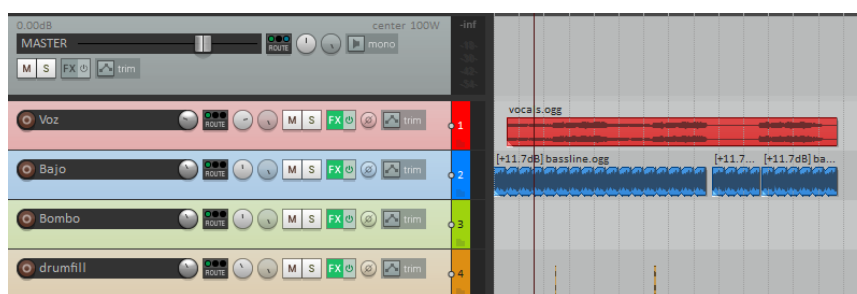 0.00dB center 100W -inf
MASTER ROUTE mono
M S FX trim
Voz ROUTE M S FX trim 1
vocals.ogg
Bajo ROUTE M S FX trim 2
[+11.7dB] bassline.ogg [+11.7... [+11.7dB] ba...
Bombo ROUTE M S FX trim 3
drumfill ROUTE M S FX trim 4